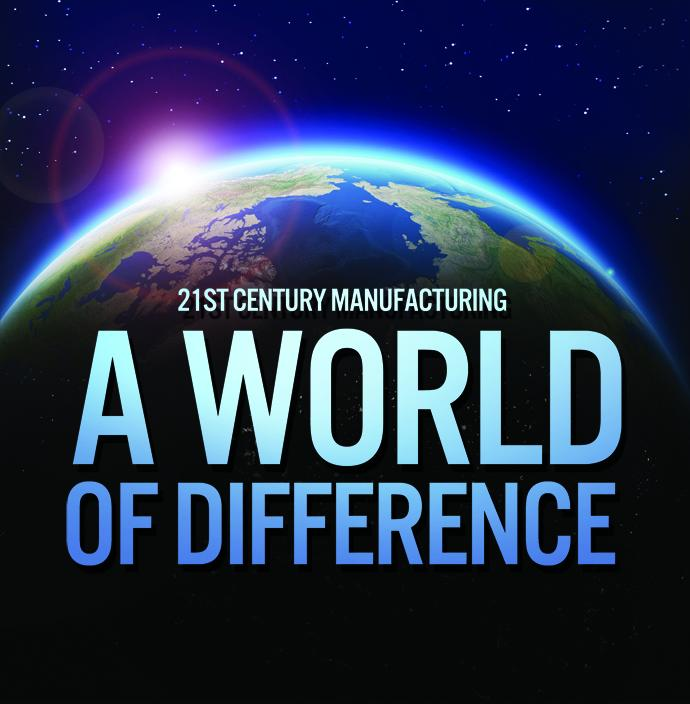 21ST CENTURY MANUFACTURING
A WORLD
OF DIFFERENCE